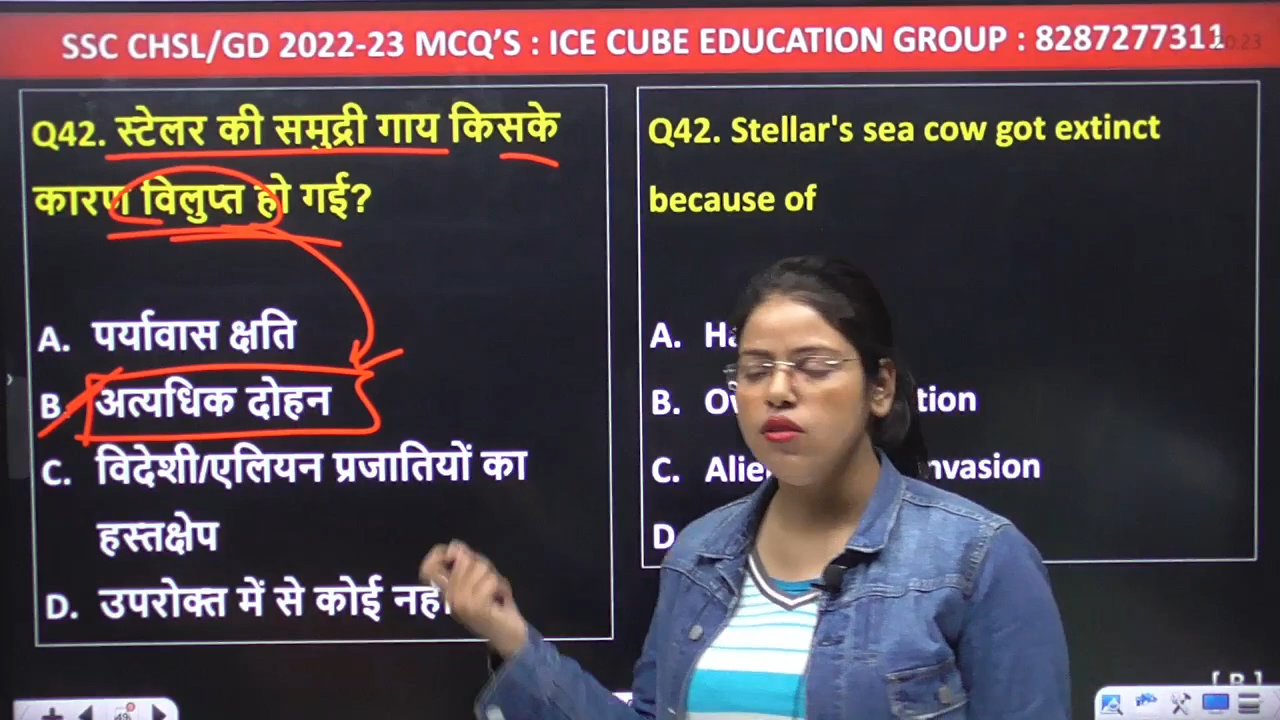 SSC CHSL/GD 2022-23 MCQ'S : ICE CUBE EDUCATION GROUP : 8287277311
Q42. स्टेलर की समुद्री गाय किसके
कारण विलुप्त हो गई?
A. पर्यावास क्षति
B. अत्यधिक दोहन
C. विदेशी/एलियन प्रजातियों का
हस्तक्षेप
D. उपरोक्त में से कोई
Q42. Stellar's sea cow got extinct
because of
A.
B.
C.
D
[ B ]